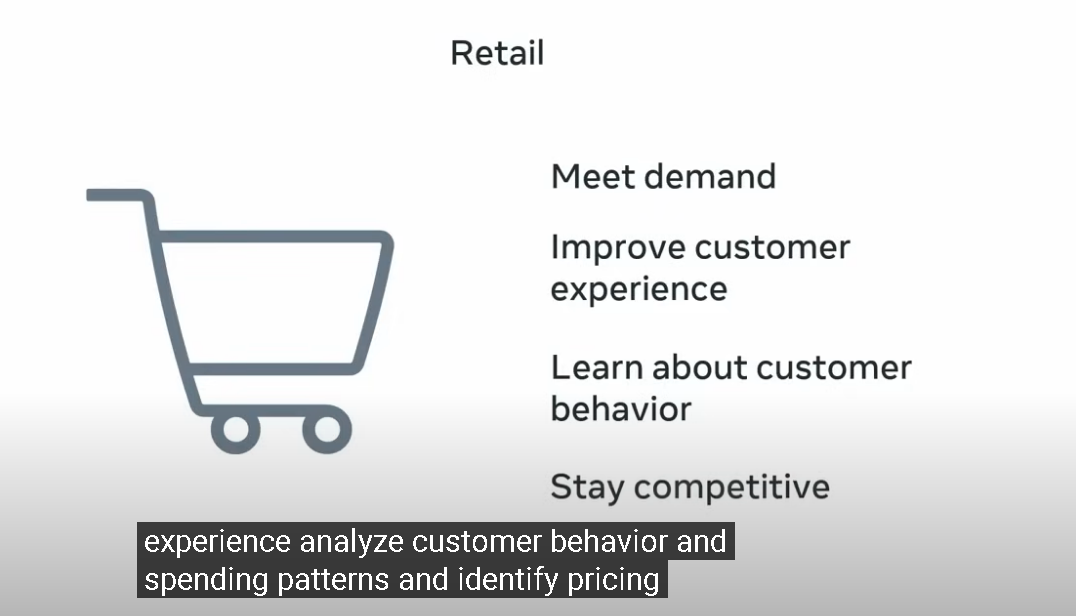 Retail
Meet demand
Improve customer
experience
Learn about customer
behavior
Stay competitive
experience analyze customer behavior and
spending patterns and identify pricing